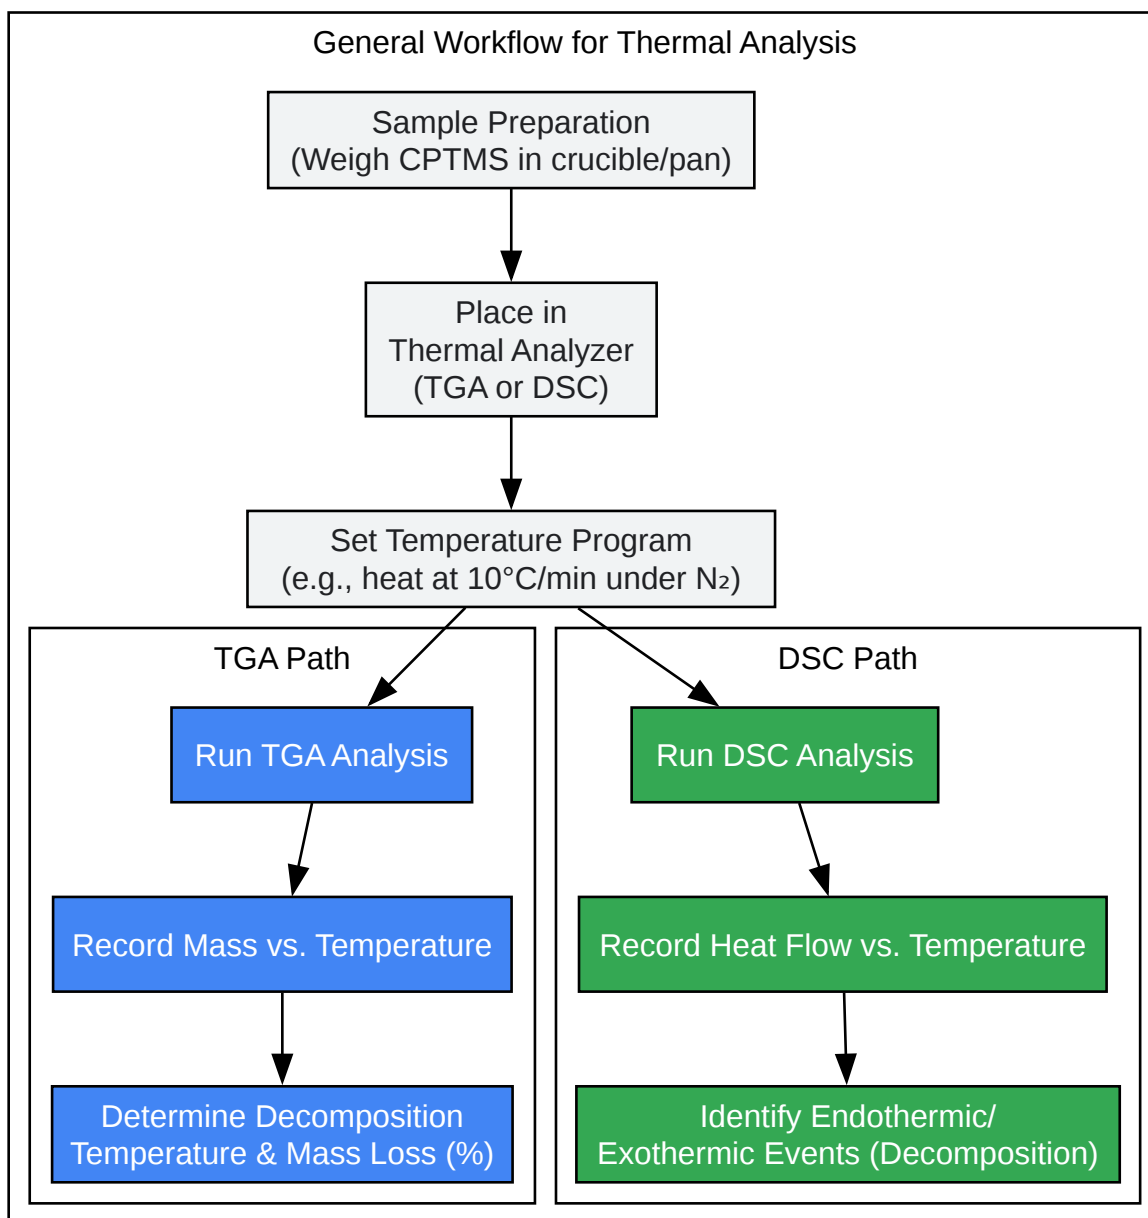 General Workflow for Thermal Analysis
Sample Preparation
(Weigh CPTMS in crucible/pan)
Place in
Thermal Analyzer
(TGA or DSC)
Set Temperature Program
(e.g., heat at 10°C/min under N₂)
TGA Path
Run TGA Analysis
Record Mass vs. Temperature
Determine Decomposition
Temperature & Mass Loss (%)
DSC Path
Run DSC Analysis
Record Heat Flow vs. Temperature
Identify Endothermic/
Exothermic Events (Decomposition)